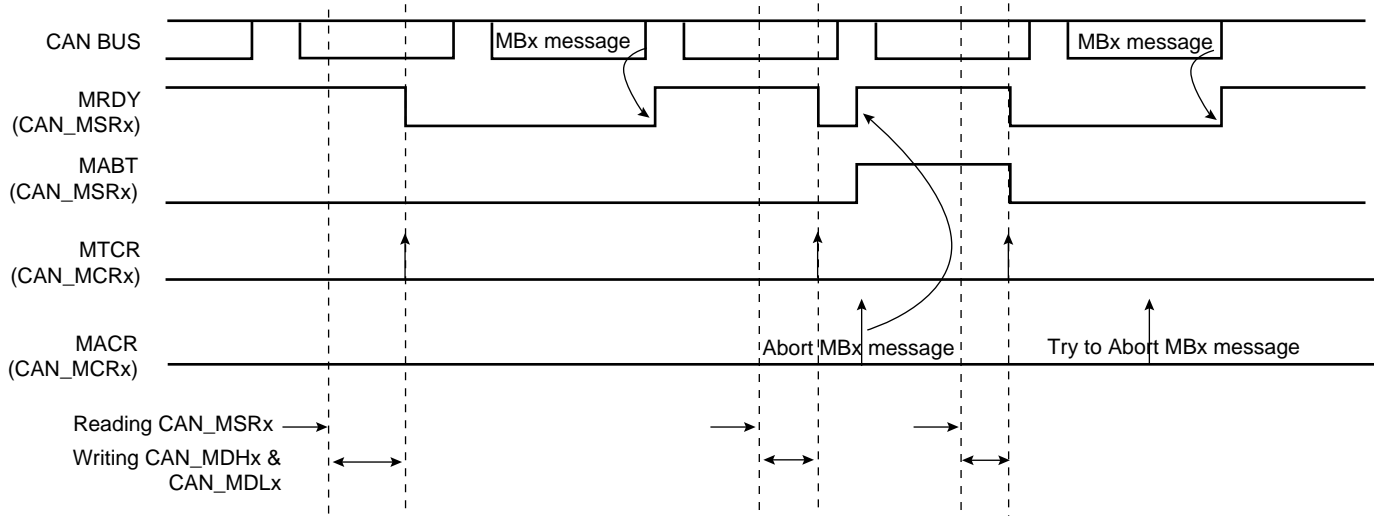 CAN BUS
MBx message
MBx message
MRDY
(CAN_MSRx)
MABT
(CAN_MSRx)
MTCR
(CAN_MCRx)
MACR
(CAN_MCRx)
Abort MBx message
Try to Abort MBx message
Reading CAN_MSRx
Writing CAN_MDHx &
CAN_MDLx